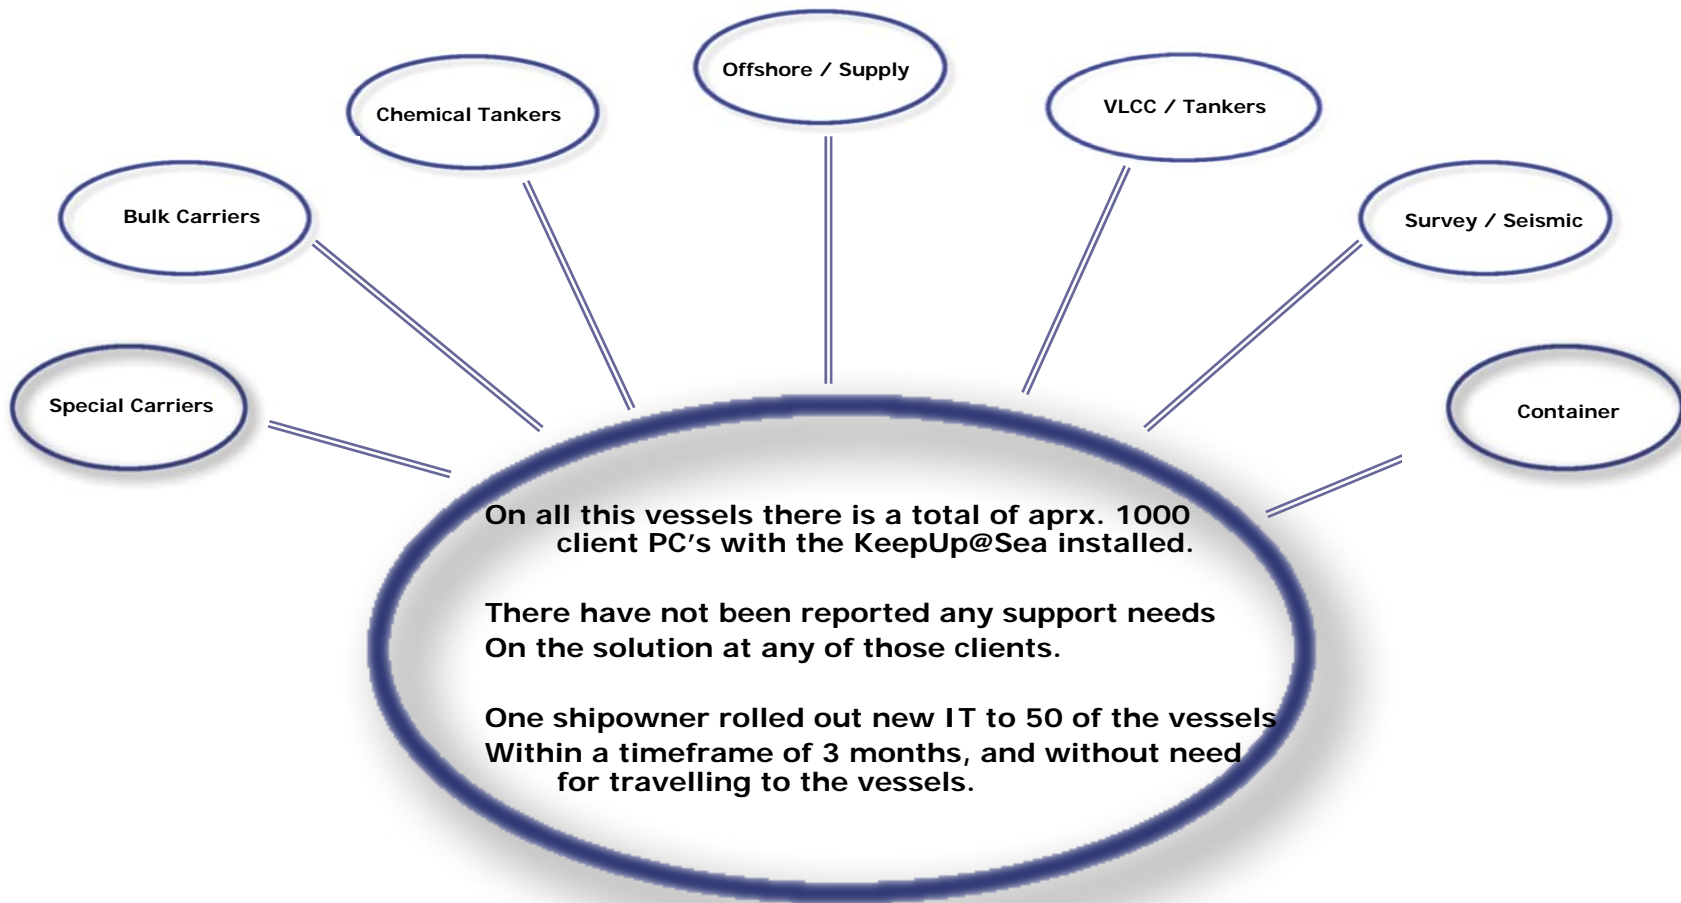 Offshore / Supply
Chemical Tankers
VLCC / Tankers
Bulk Carriers
Survey / Seismic
Special Carriers
Container
On all this vessels there is a total of aprx. 1000
client PC's with the KeepUp@Sea installed.
There have not been reported any support needs
On the solution at any of those clients.
One shipowner rolled out new IT to 50 of the vessels
Within a timeframe of 3 months, and without need
for travelling to the vessels.